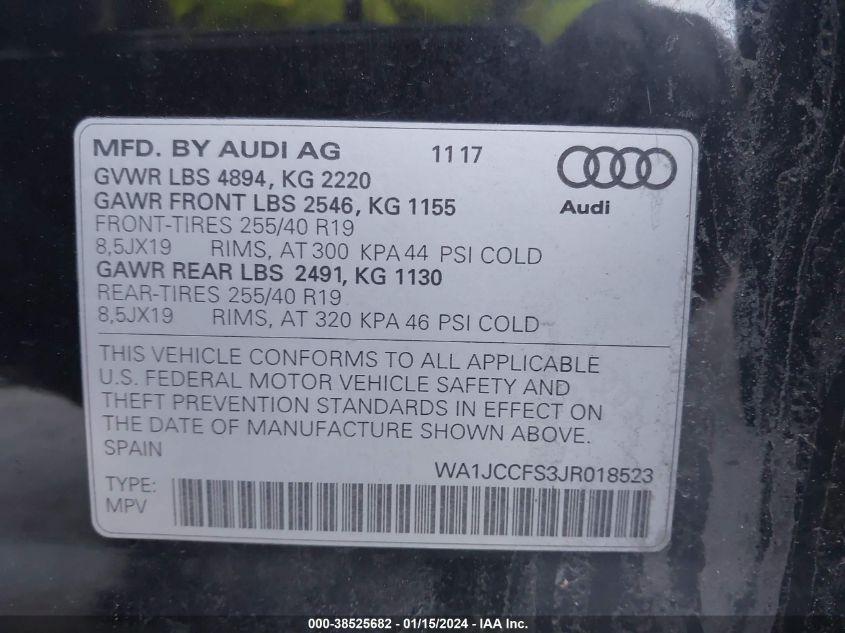 MFD. BY AUDI AG 11 17
GVWR LBS 4894, KG 2220
GAWR FRONT LBS 2546, KG 1155
Audi
FRONT-TIRES 255/40 R19
8,5JX19 RIMS, AT 300 KPA 44 PSI COLD
GAWR REAR LBS 2491, KG 1130
REAR-TIRES 255/40 R19
8,5JX19 RIMS, AT 320 KPA 46 PSI COLD
THIS VEHICLE CONFORMS TO ALL APPLICABLE
U.S. FEDERAL MOTOR VEHICLE SAFETY AND
THEFT PREVENTION STANDARDS IN EFFECT ON
THE DATE OF MANUFACTURE SHOWN ABOVE.
SPAIN
WA1JCCFS3JR018523
TYPE:
MPV
000-38525682 - 01/15/2024 - IAA Inc.